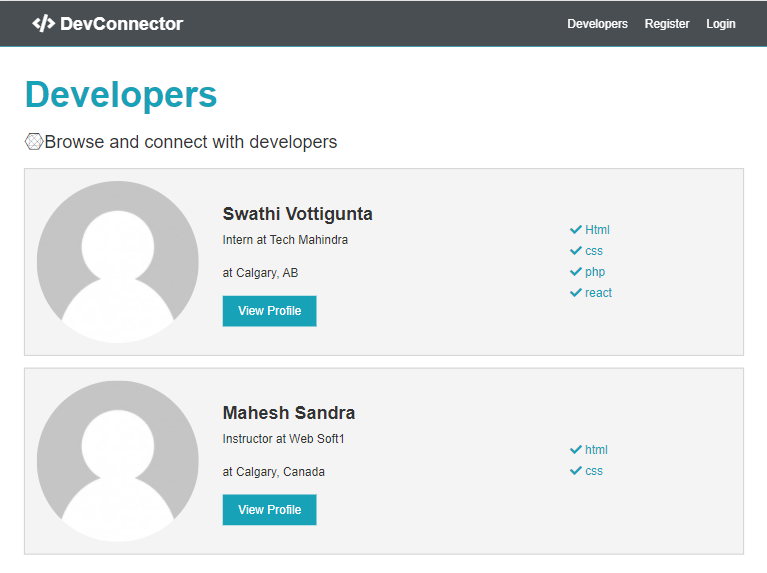 DevConnector
Developers Register Login
Developers
Browse and connect with developers
Swathi Vottigunta
Intern at Tech Mahindra
at Calgary, AB
View Profile
Html
css
php
react
Mahesh Sandra
Instructor at Web Soft1
at Calgary, Canada
View Profile
html
css